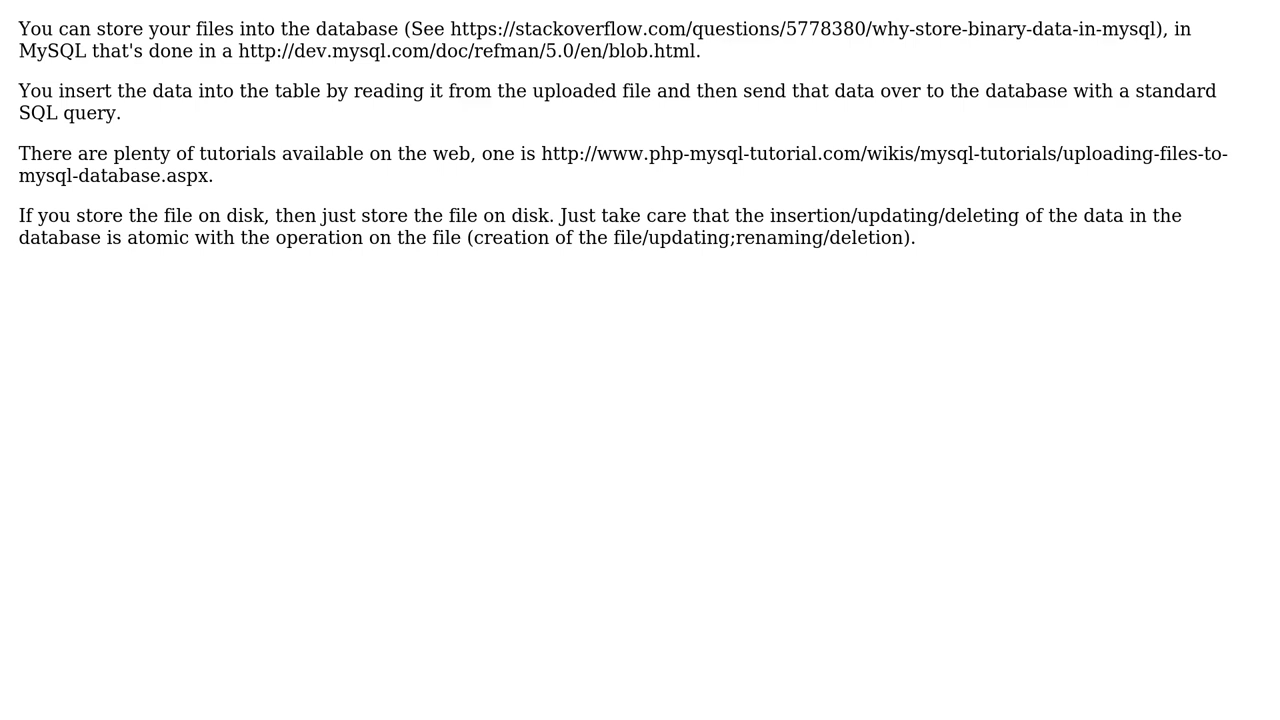 You can store your files into the database (See https://stackoverflow.com/questions/5778380/why-store-binary-data-in-mysql), in
MySQL that's done in a http://dev.mysql.com/doc/refman/5.0/en/blob.html.
You insert the data into the table by reading it from the uploaded file and then send that data over to the database with a standard
SQL query.
There are plenty of tutorials available on the web, one is http://www.php-mysql-tutorial.com/wikis/mysql-tutorials/uploading-files-to-
mysql-database.aspx.
If you store the file on disk, then just store the file on disk. Just take care that the insertion/updating/deleting of the data in the
database is atomic with the operation on the file (creation of the file/updating;renaming/deletion).